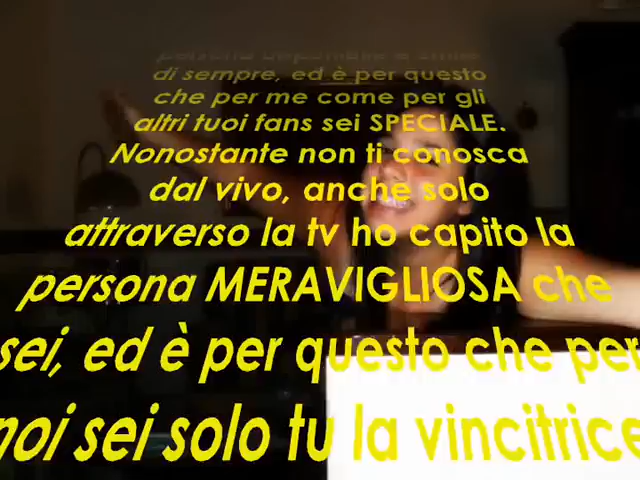 di sempre, ed è per questo
che per me come per gli
altri tuoi fans sei SPECIALE.
Nonostante non ti conosca
dal vivo, anche solo
attraverso la tv ho capito la
persona MERAVIGLIOSA che
sei, ed è per questo che per
noi sei solo tu la vincitrice